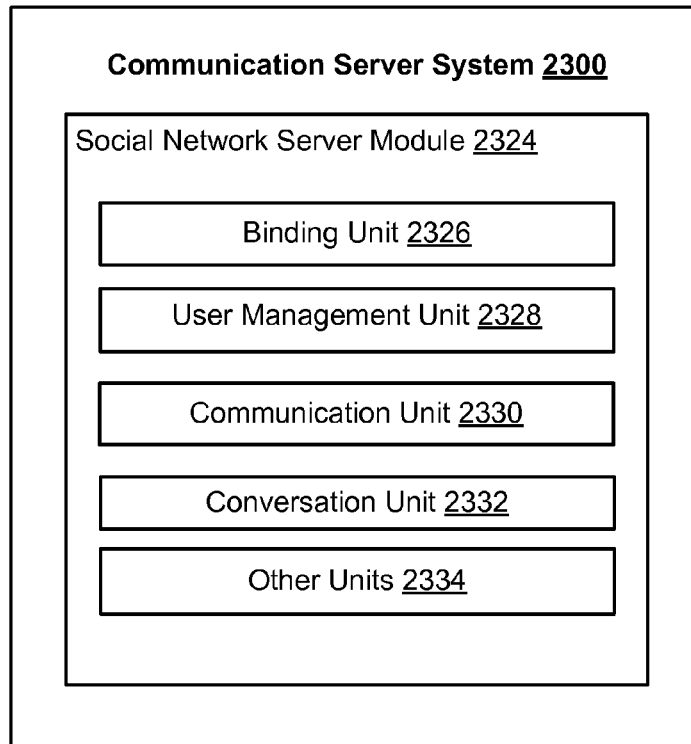 Communication Server System 2300
Social Network Server Module 2324
Binding Unit 2326
User Management Unit 2328
Communication Unit 2330
Conversation Unit 2332
Other Units 2334